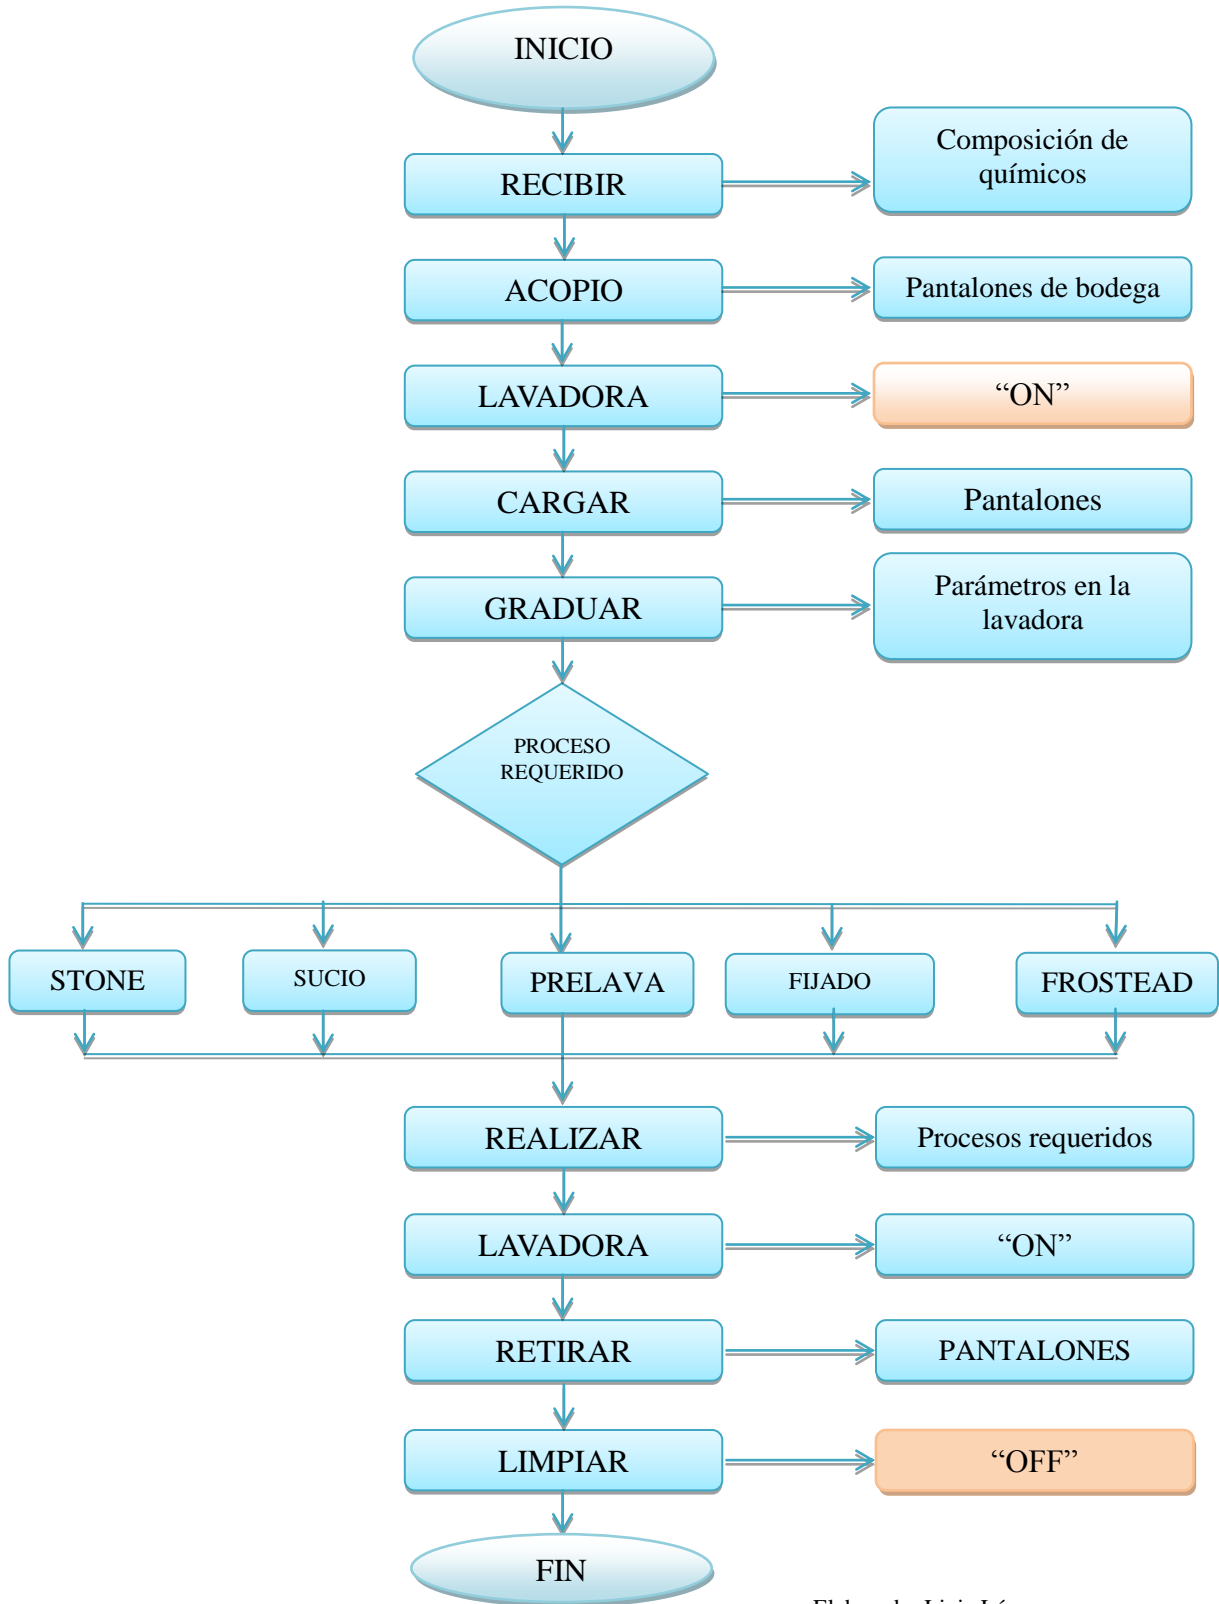 INICIO
RECIBIR
Composición de
químicos
ACOPIO
Pantalones de bodega
LAVADORA
“ON”
CARGAR
Pantalones
GRADUAR
Parámetros en la
lavadora
PROCESO
REQUERIDO
STONE
SUCIO
PRELAVA
FIJADO
FROSTEAD
REALIZAR
Procesos requeridos
LAVADORA
“ON”
RETIRAR
PANTALONES
LIMPIAR
“OFF”
FIN